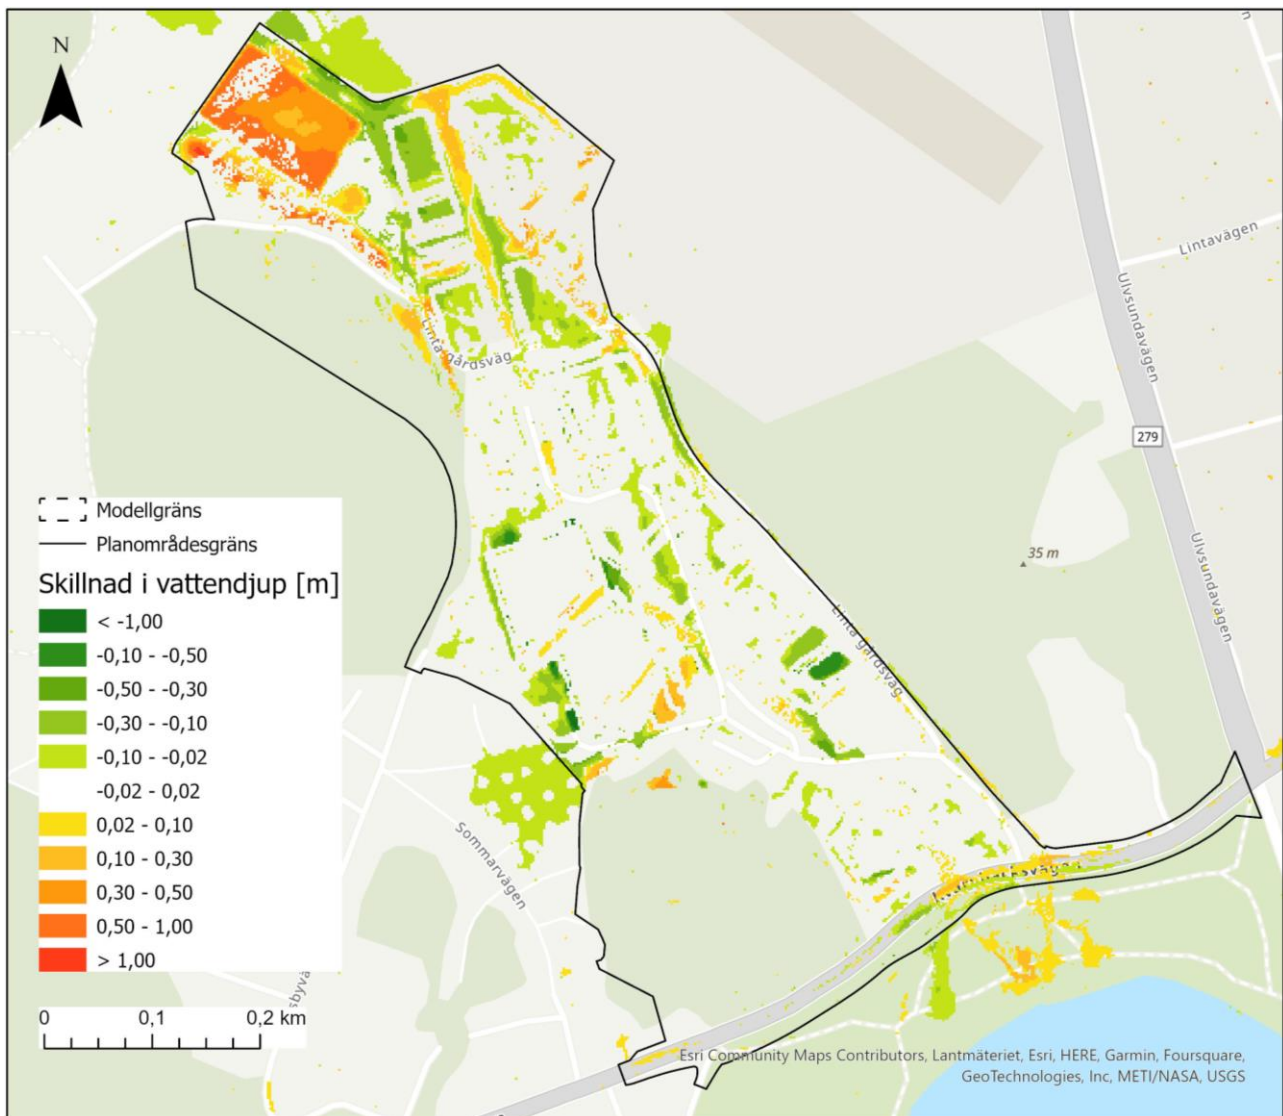 N
Lintavägen
Ulvsundavägen
Linta gårdsväg
279
Modellgräns
Planområdesgräns
Skillnad i vattendjup [m]
< -1,00
-0,10 - -0,50
-0,50 - -0,30
-0,30 - -0,10
-0,10 - -0,02
-0,02 - 0,02
0,02 - 0,10
0,10 - 0,30
0,30 - 0,50
0,50 - 1,00
> 1,00
35 m
Ulvsundavägen
Linta gårdsväg
Sommarvägen
0 0,1 0,2 km
Esri Community Maps Contributors, Lantmäteriet, Esri, HERE, Garmin, Foursquare,
GeoTechnologies, Inc, METI/NASA, USGS